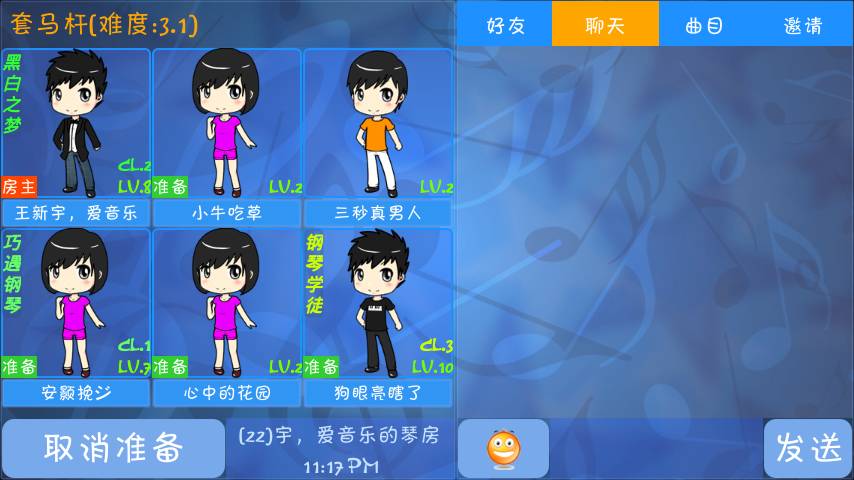 套马杆(难度:3.1)
好友
聊天
曲目
邀请
黑白之梦
CL.2
房主
LV.8
准备
LV.2
LV.2
王新宇，爱音乐
小牛吃草
三秒真男人
巧遇钢琴
钢琴学徒
CL.1
CL.3
准备
LV.7
准备
LV.2
准备
LV.10
安颢挽ジ
心中的花园
狗眼亮瞎了
取消准备
(22)宇，爱音乐的琴房
11:17 PM
发送